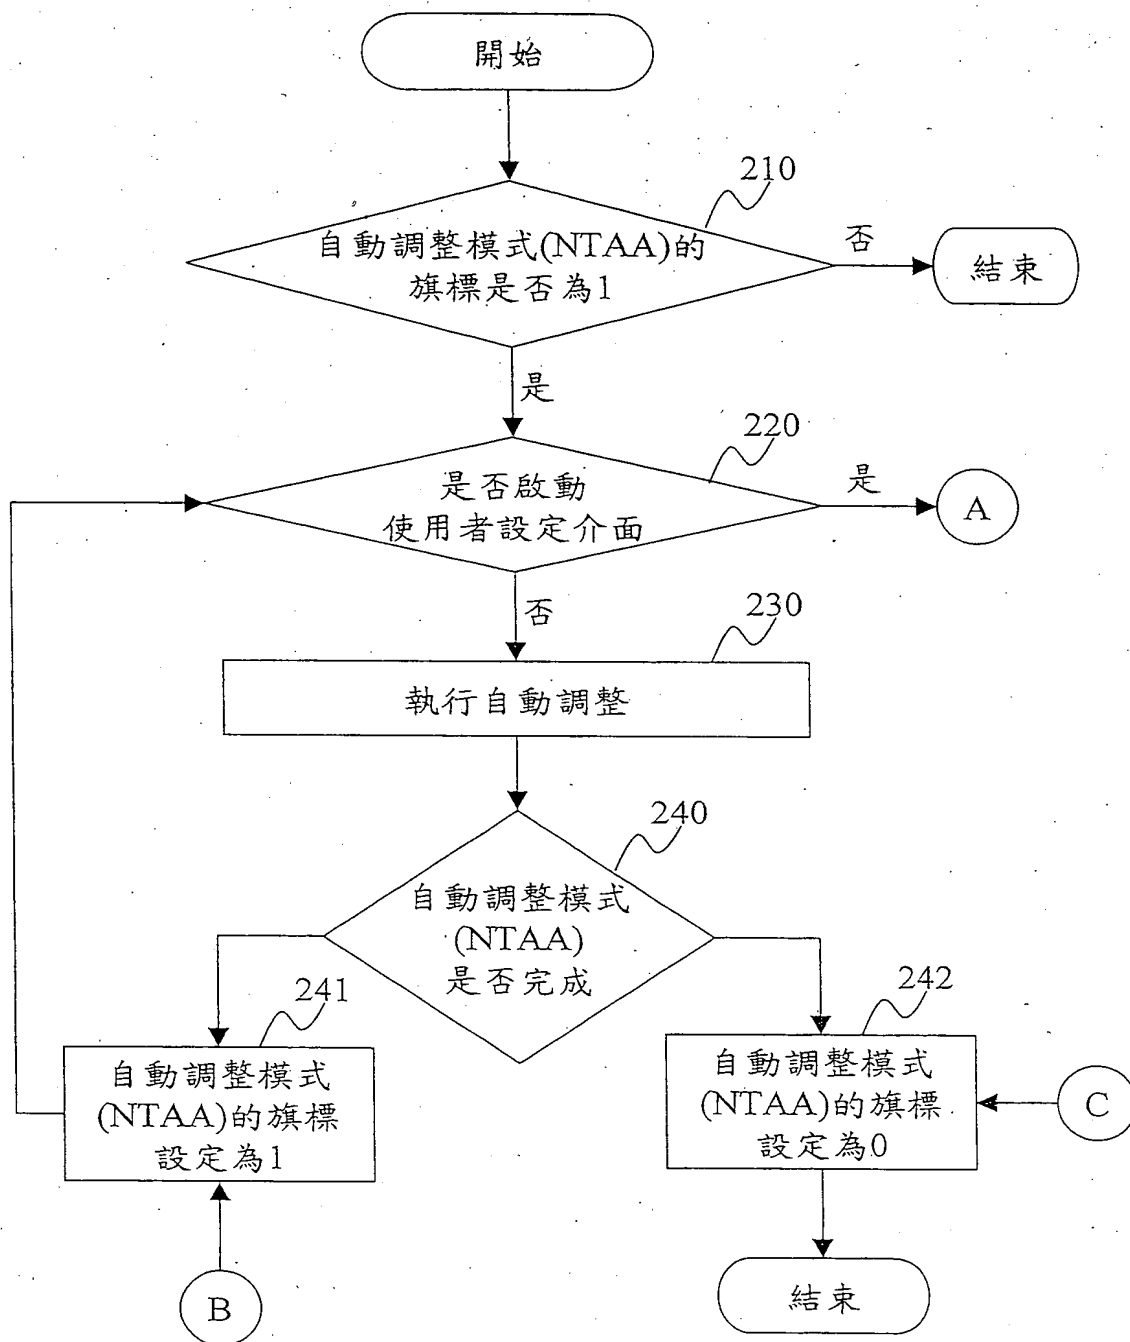 開始
210
自動調整模式(NTAA)的
旗標是否為1
否
結束
是
220
是否啟動
使用者設定介面
是
A
否
230
執行自動調整
240
自動調整模式
(NTAA)
是否完成
241
自動調整模式
(NTAA)的旗標
設定為1
242
自動調整模式
(NTAA)的旗標
設定為0
C
B
結束